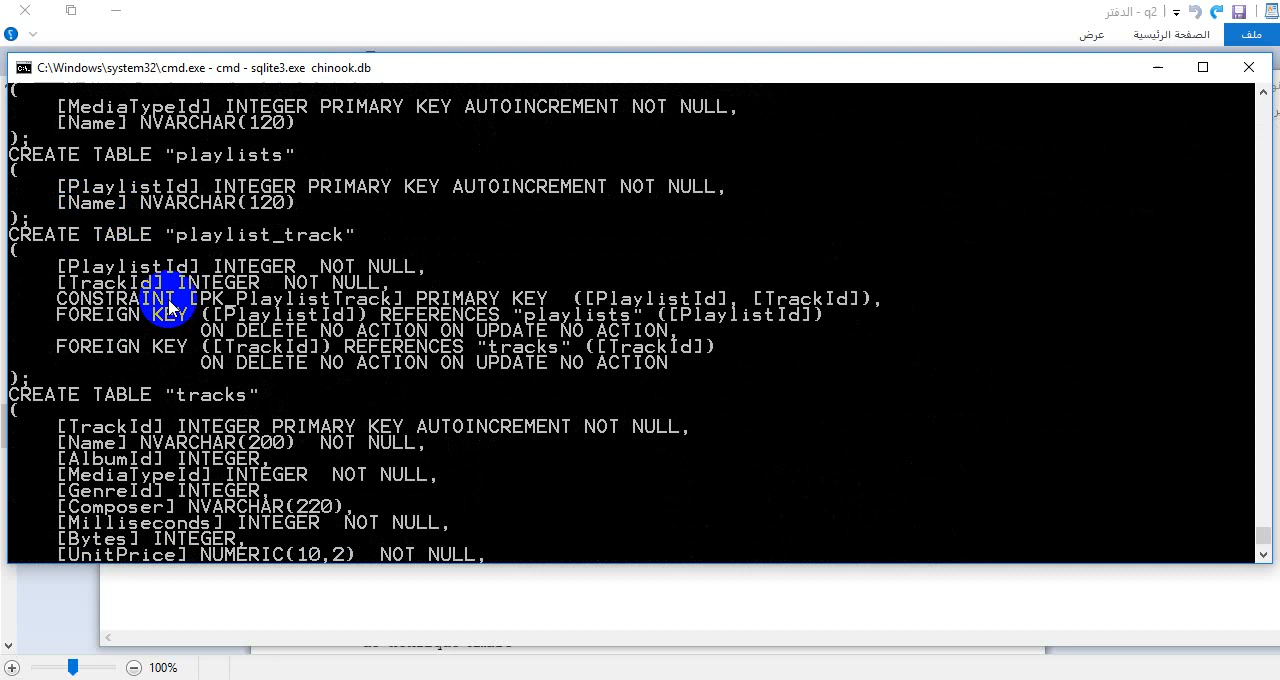 q2 - الدفتر
ملف
الصفحة الرئيسية
عرض
C:\Windows\system32\cmd.exe - cmd - sqlite3.exe chinook.db
(
[MediaTypeId] INTEGER PRIMARY KEY AUTOINCREMENT NOT NULL,
[Name] NVARCHAR(120)
);
CREATE TABLE "playlists"
(
[PlaylistId] INTEGER PRIMARY KEY AUTOINCREMENT NOT NULL,
[Name] NVARCHAR(120)
);
CREATE TABLE "playlist_track"
(
[PlaylistId] INTEGER  NOT NULL,
[TrackId] INTEGER  NOT NULL,
CONSTRAINT [PK_PlaylistTrack] PRIMARY KEY  ([PlaylistId], [TrackId]),
FOREIGN KEY ([PlaylistId]) REFERENCES "playlists" ([PlaylistId])
ON DELETE NO ACTION ON UPDATE NO ACTION,
FOREIGN KEY ([TrackId]) REFERENCES "tracks" ([TrackId])
ON DELETE NO ACTION ON UPDATE NO ACTION
);
CREATE TABLE "tracks"
(
[TrackId] INTEGER PRIMARY KEY AUTOINCREMENT NOT NULL,
[Name] NVARCHAR(200)  NOT NULL,
[AlbumId] INTEGER,
[MediaTypeId] INTEGER  NOT NULL,
[GenreId] INTEGER,
[Composer] NVARCHAR(220),
[Milliseconds] INTEGER  NOT NULL,
[Bytes] INTEGER,
[UnitPrice] NUMERIC(10,2)  NOT NULL,
100%